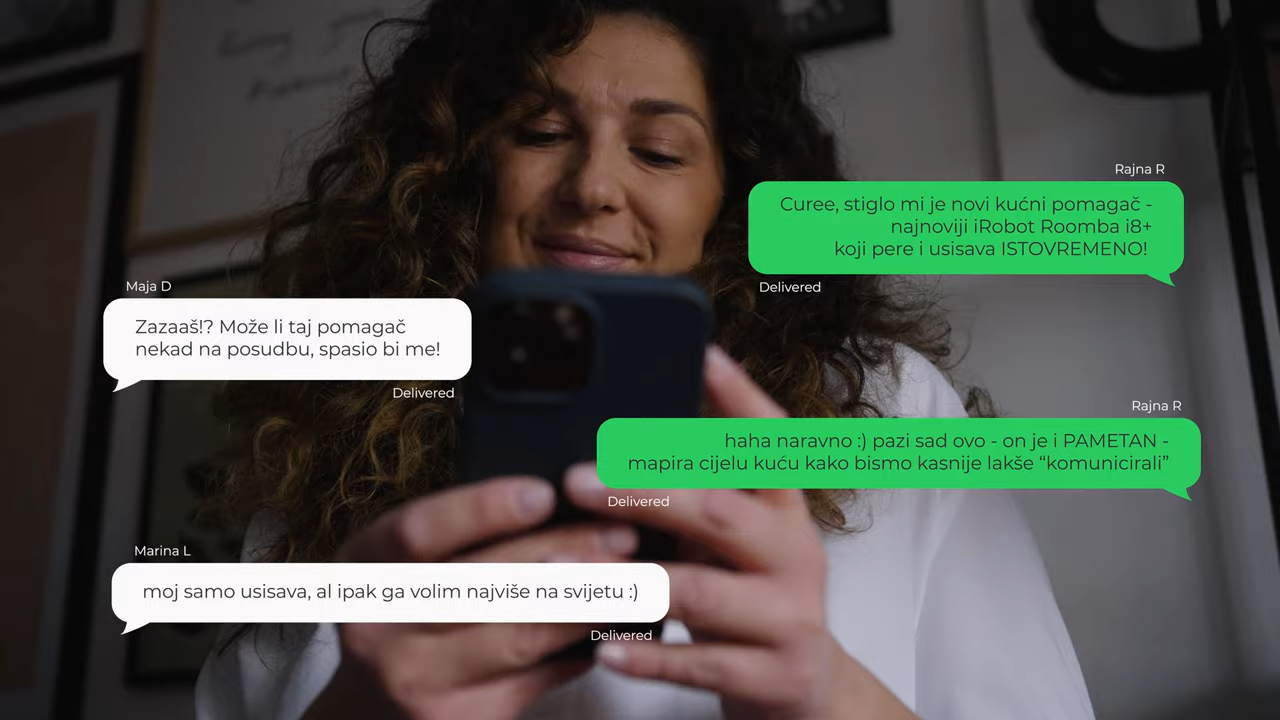 Rajna R
Curee, stiglo mi je novi kućni pomagač -
najnoviji iRobot Roomba i8+
koji pere i usisava ISTOVREMENO!
Delivered
Maja D
Zazaaš!? Može li taj pomagač
nekad na posudbu, spasio bi me!
Delivered
Rajna R
haha naravno :) pazi sad ovo - on je i PAMETAN -
mapira cijelu kuću kako bismo kasnije lakše “komunicirali”
Delivered
Marina L
moj samo usisava, al ipak ga volim najviše na svijetu :)
Delivered